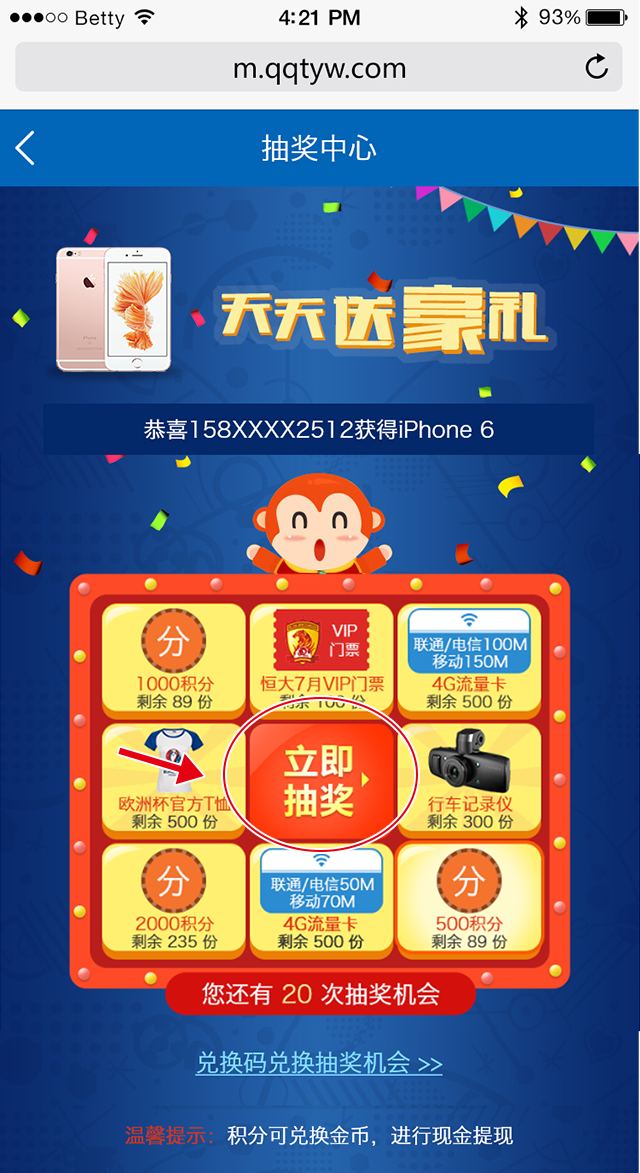 Betty
4:21 PM
93%
m.qqtyw.com
抽奖中心
天天送豪礼
恭喜158XXXX2512获得iPhone 6
分
1000积分
剩余 89 份
VIP
门票
恒大7月VIP门票
剩余 100 份
联通/电信100M
移动150M
4G流量卡
剩余 500 份
欧洲杯官方T恤
剩余 500 份
立即
抽奖
行车记录仪
剩余 300 份
分
2000积分
剩余 235 份
联通/电信50M
移动70M
4G流量卡
剩余 500 份
分
500积分
剩余 89 份
您还有 20 次抽奖机会
兑换码兑换抽奖机会 >>
温馨提示：积分可兑换金币，进行现金提现